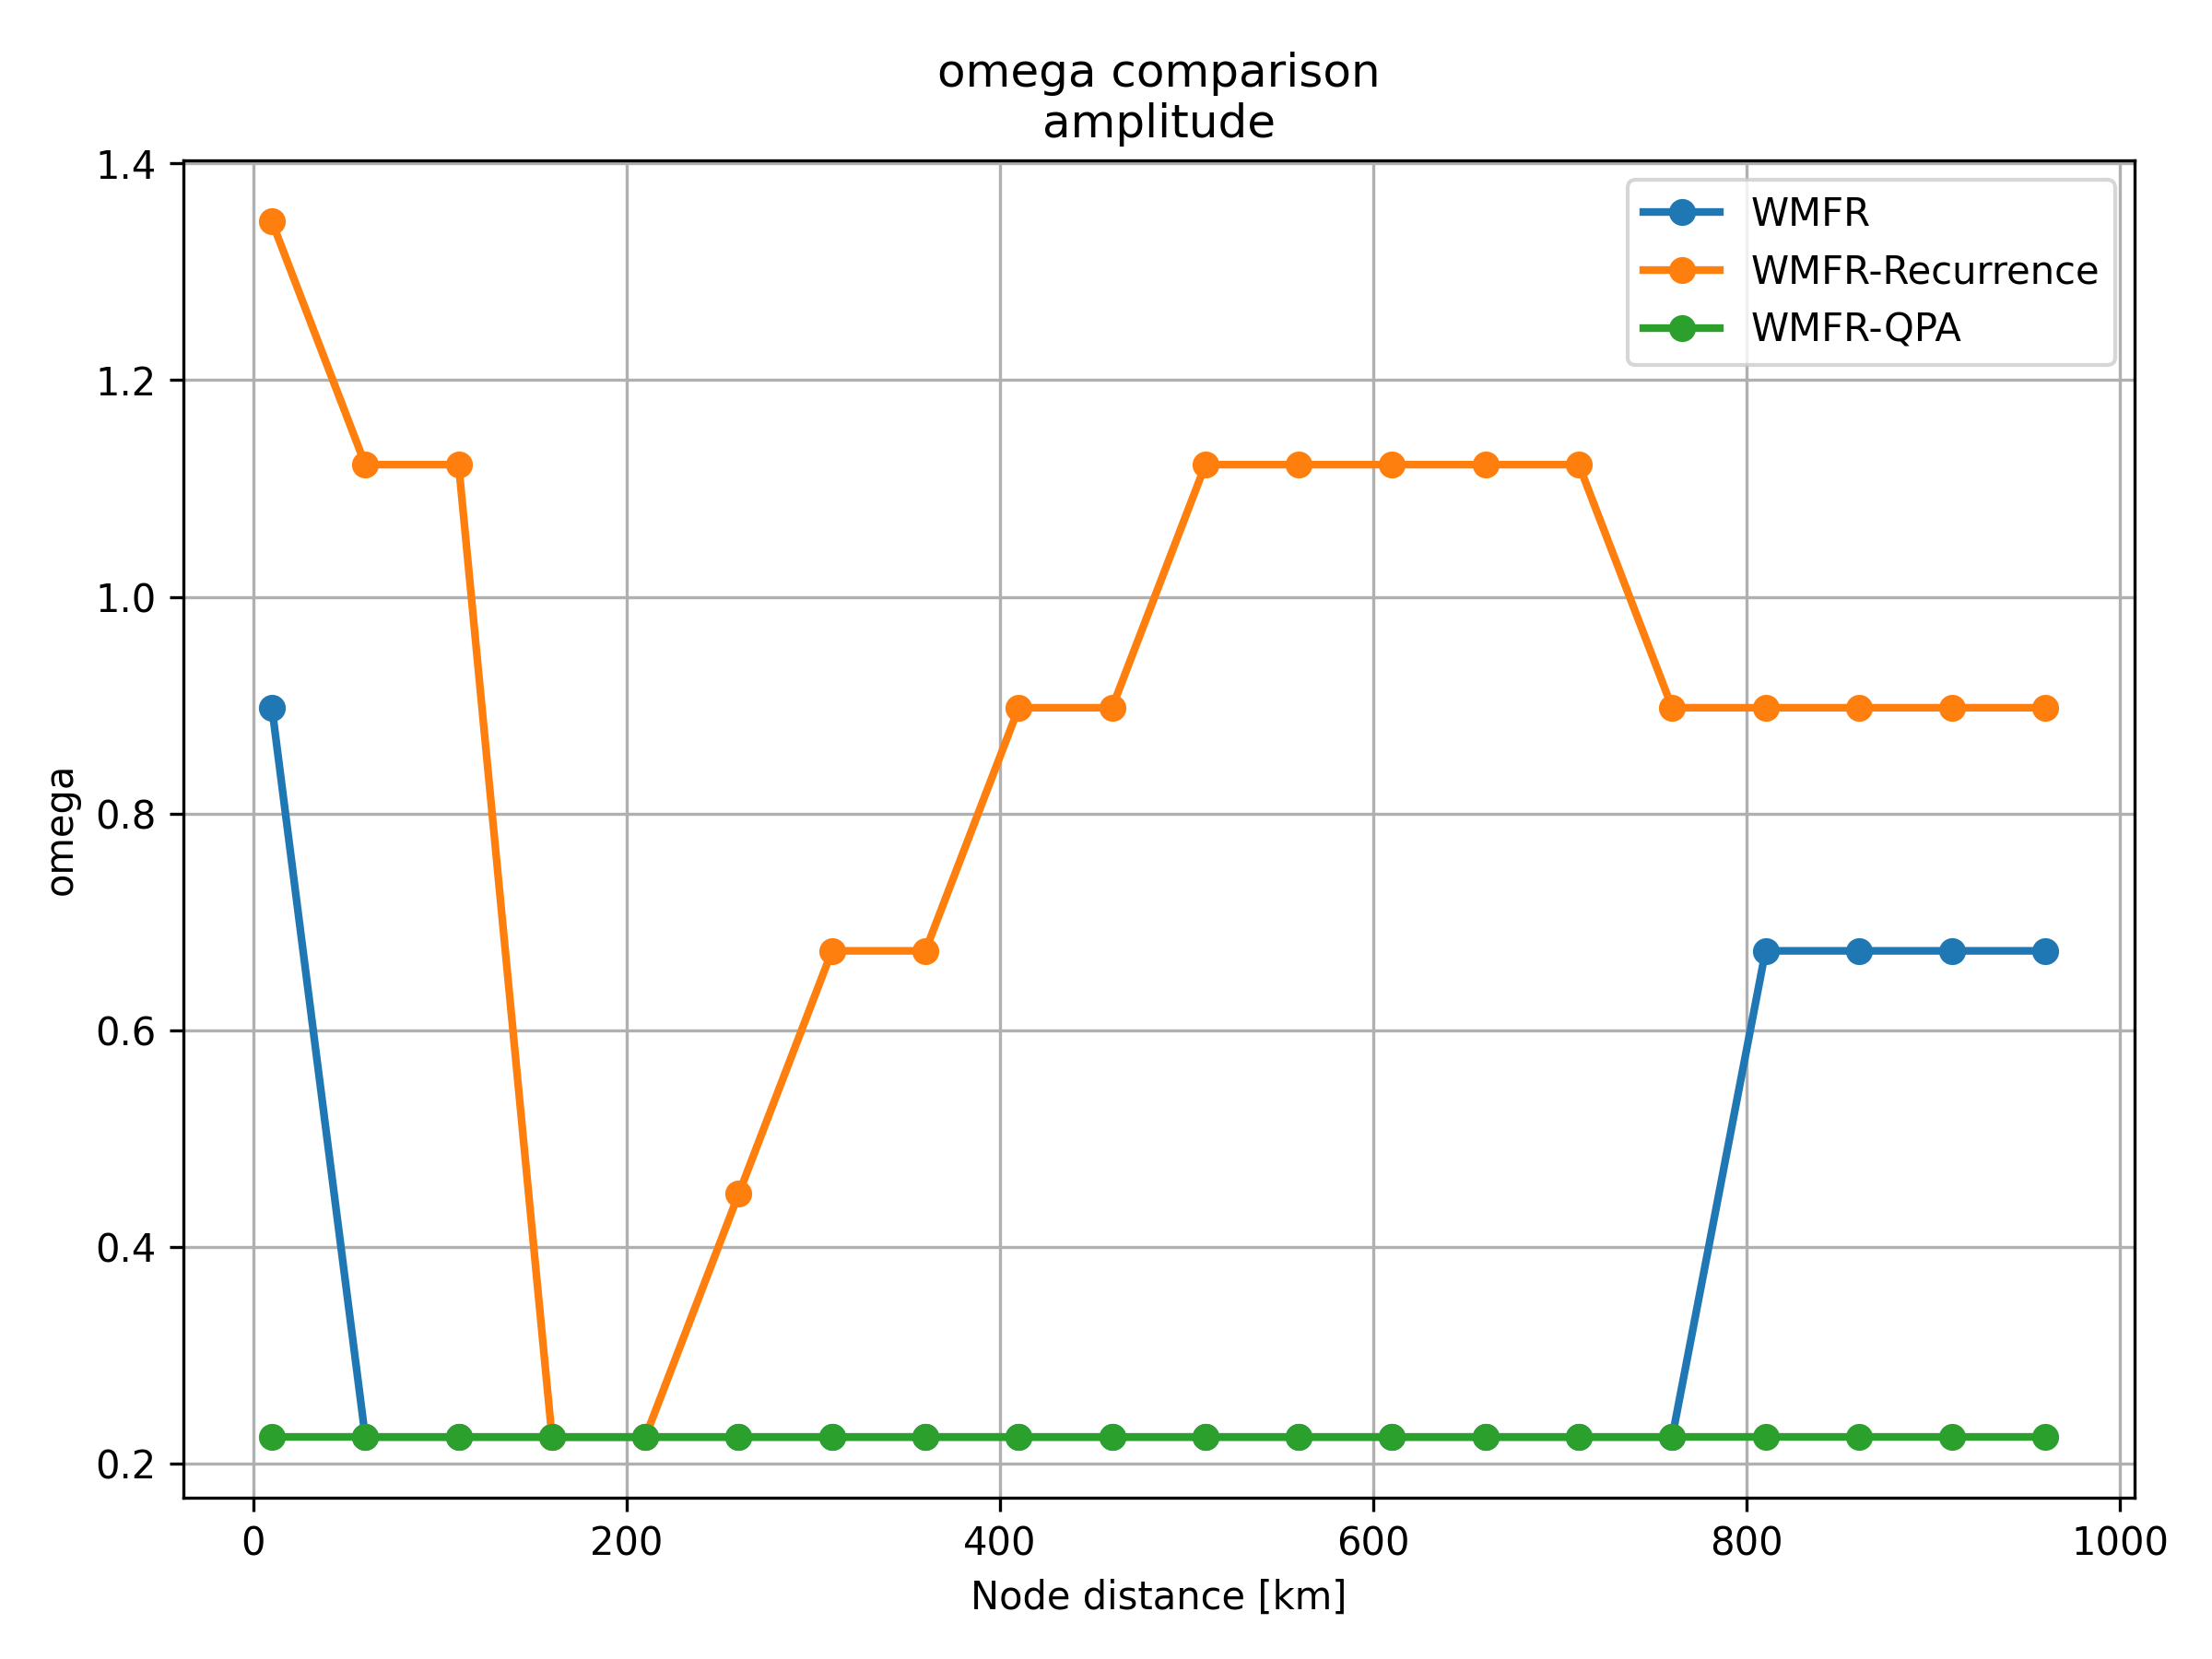 omega comparison
amplitude
1.4
1.2
1.0
0.8
0.6
0.4
0.2
omega
WMFR
WMFR-Recurrence
WMFR-QPA
0 200 400 600 800 1000
Node distance [km]